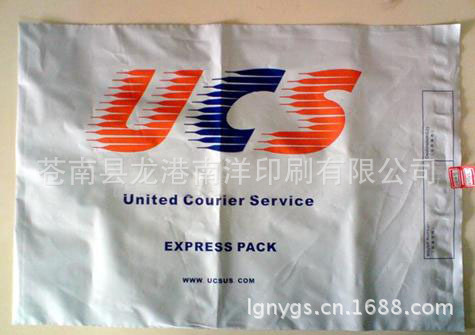 UCS
苍南县龙港南洋印刷有限公司
United Courier Service
EXPRESS PACK
WWW.UCSUS.COM
lgnygs.cn.1688.com